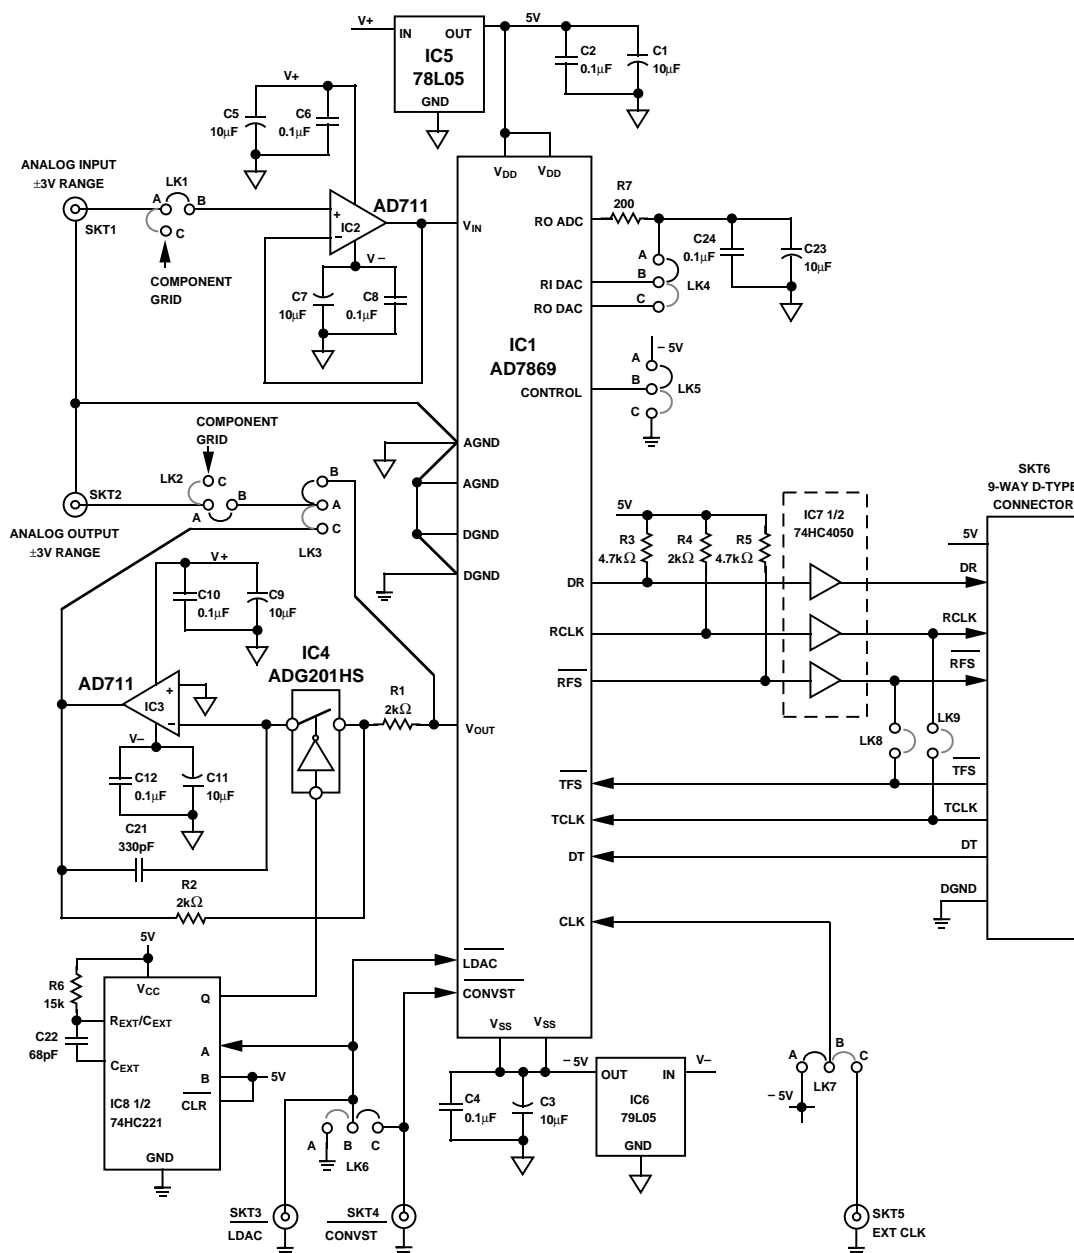 V+
IN
OUT
5V
IC5
78L05
GND
C2
0.1µF
C1
10µF
V+
C5
10µF
C6
0.1µF
ANALOG INPUT
±3V RANGE
LK1
A
B
C
SKT1
COMPONENT
GRID
AD711
+
IC2
–
V–
C7
10µF
C8
0.1µF
VDD
VDD
VIN
RO ADC
R7
200
C24
0.1µF
C23
10µF
RI DAC
RO DAC
A
B
C
LK4
IC1
AD7869
– 5V
A
B
C
LK5
CONTROL
COMPONENT
GRID
LK2
C
A
B
B
A
C
LK3
SKT2
ANALOG OUTPUT
±3V RANGE
AGND
AGND
DGND
DGND
V+
C10
0.1µF
C9
10µF
IC4
ADG201HS
AD711
+
IC3
–
V–
C12
0.1µF
C11
10µF
R1
2kΩ
VOUT
C21
330pF
R2
2kΩ
5V
R3
4.7kΩ
R4
2kΩ
R5
4.7kΩ
IC7 1/2
74HC4050
SKT6
9-WAY D-TYPE
CONNECTOR
5V
DR
DR
RCLK
RCLK
RFS
RFS
LK8
LK9
TFS
TFS
TCLK
TCLK
DT
DT
DGND
CLK
LDAC
CONVST
5V
R6
15k
C22
68pF
VCC
Q
REXT/CEXT
A
CEXT
B
5V
CLR
IC8 1/2
74HC221
GND
A
B
C
LK6
SKT3
LDAC
SKT4
CONVST
VSS
VSS
– 5V
C4
0.1µF
C3
10µF
OUT
IN
V–
IC6
79L05
GND
A
B
C
LK7
– 5V
SKT5
EXT CLK